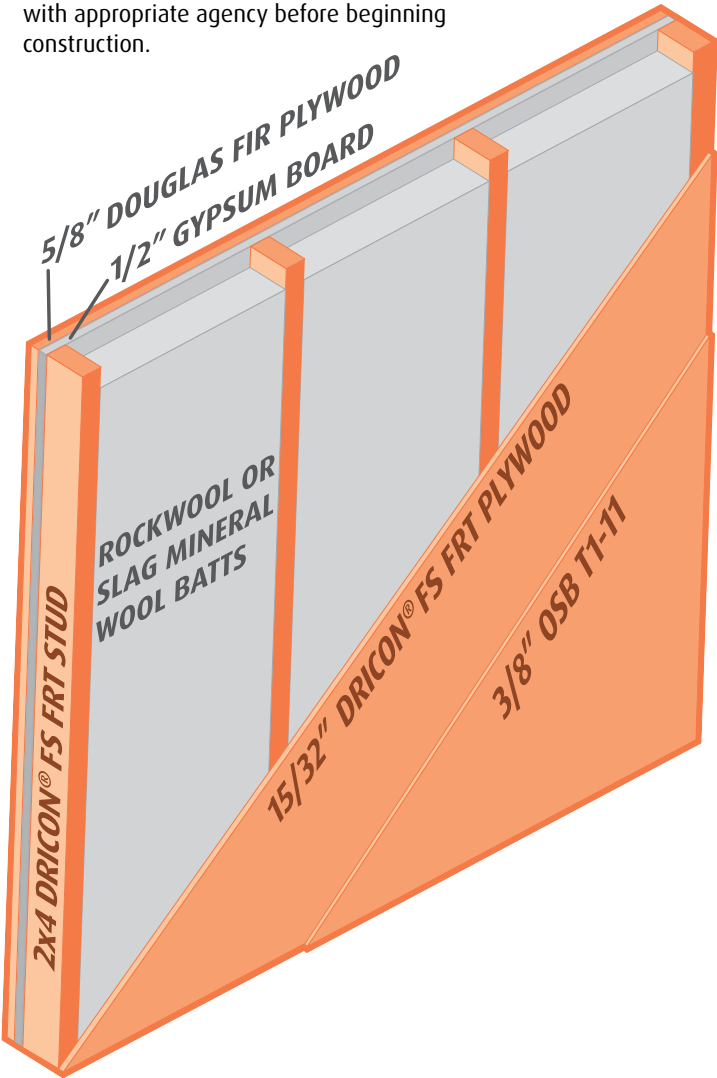 with appropriate agency before beginning
construction.
5/8" DOUGLAS FIR PLYWOOD
1/2" GYPSUM BOARD
ROCKWOOL OR
SLAG MINERAL
WOOL BATTS
2x4 DRICON® FS FRT STUD
15/32" DRICON® FS FRT PLYWOOD
3/8" OSB T1-11